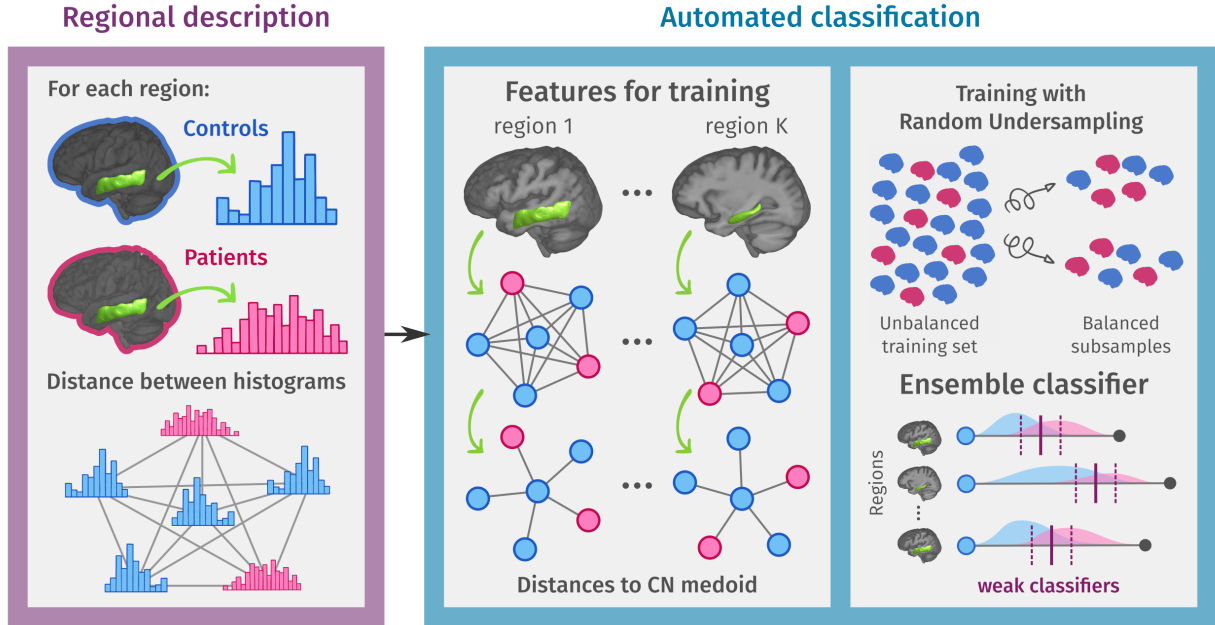 Regional description
For each region:
Controls
Patients
Distance between histograms
Automated classification
Features for training
region 1
region K
...
...
...
Distances to CN medoid
Training with
Random Undersampling
Unbalanced
training set
Balanced
subsamples
Ensemble classifier
Regions
weak classifiers